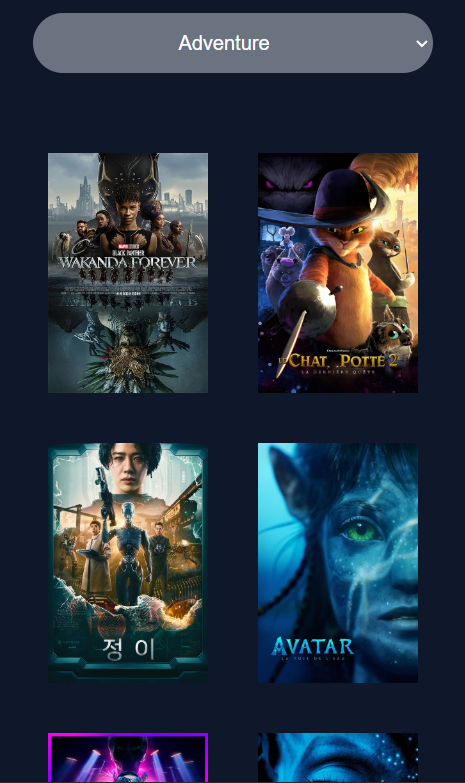 Adventure
MARVEL STUDIOS
BLACK PANTHER
WAKANDA FOREVER
DREAMWORKS
LE CHAT POTTÉ 2
LA DERNIÈRE QUÊTE
정이
AVATAR
LA VOIE DE L'EAU